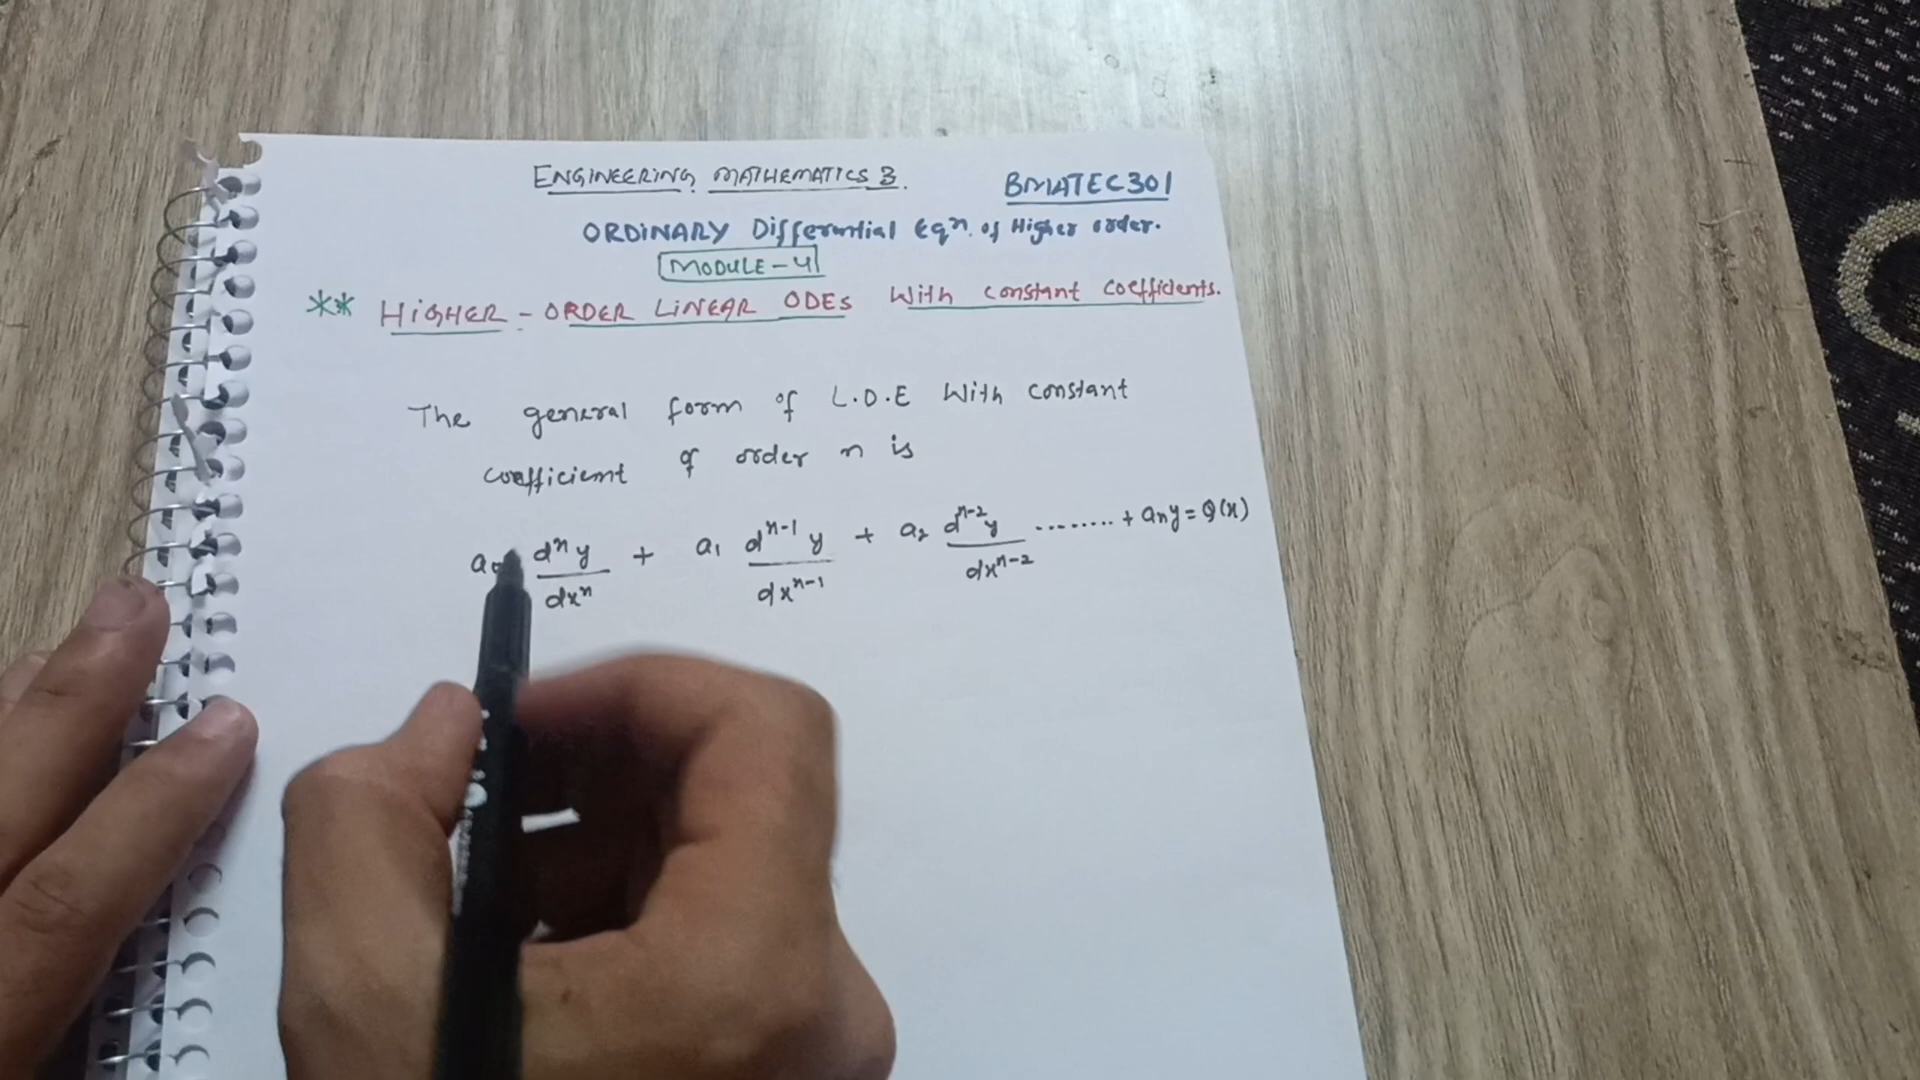 ENGINEERING MATHEMATICS 3. BMATEC301
ORDINARY Differential Eqⁿ. of Higher order.
MODULE-4
** HIGHER - ORDER LINEAR ODEs With constant coefficients.
The general form of L.D.E With constant
coefficient of order n is
a₀ dⁿy/dxⁿ + a₁ dⁿ⁻¹y/dxⁿ⁻¹ + a₂ dⁿ⁻²y/dxⁿ⁻² ........ + aₙy = Q(x)